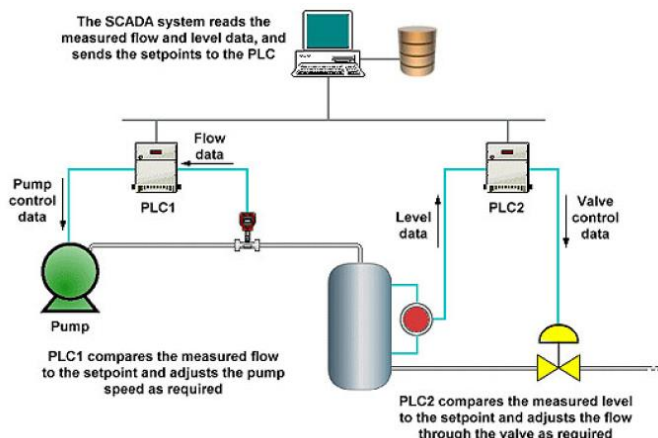 The SCADA system reads the
measured flow and level data, and
sends the setpoints to the PLC
Flow
data
Pump
control
data
PLC1
Level
data
PLC2
Valve
control
data
Pump
PLC1 compares the measured flow
to the setpoint and adjusts the pump
speed as required
PLC2 compares the measured level
to the setpoint and adjusts the flow
through the valve as required